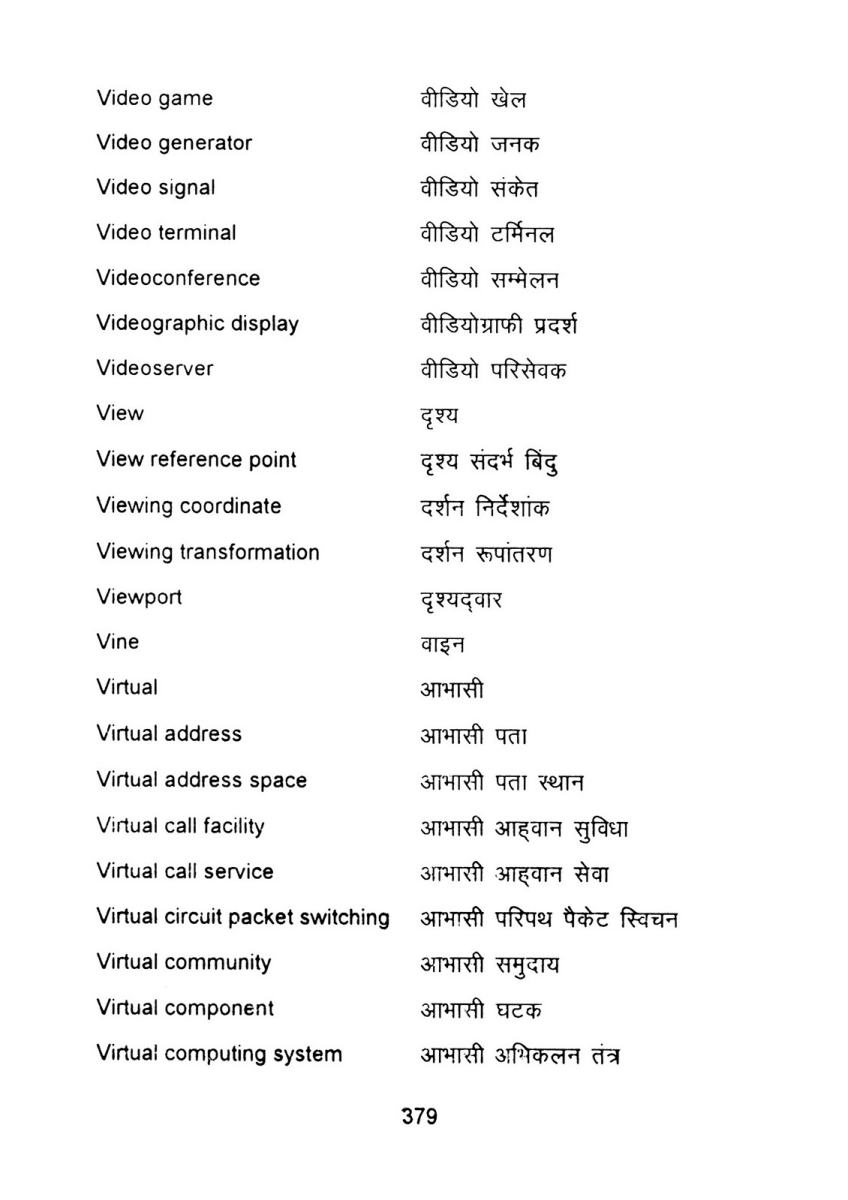 Video game वीडियो खेल
Video generator वीडियो जनक
Video signal वीडियो संकेत
Video terminal वीडियो टर्मिनल
Videoconference वीडियो सम्मेलन
Videographic display वीडियोग्राफी प्रदर्श
Videoserver वीडियो परिसेवक
View दृश्य
View reference point दृश्य संदर्भ बिंदु
Viewing coordinate दर्शन निर्देशांक
Viewing transformation दर्शन रूपांतरण
Viewport दृश्यद्वार
Vine वाइन
Virtual आभासी
Virtual address आभासी पता
Virtual address space आभासी पता स्थान
Virtual call facility आभासी आह्वान सुविधा
Virtual call service आभासी आह्वान सेवा
Virtual circuit packet switching आभासी परिपथ पैकेट स्विचन
Virtual community आभासी समुदाय
Virtual component आभासी घटक
Virtual computing system आभासी अभिकलन तंत्र
379